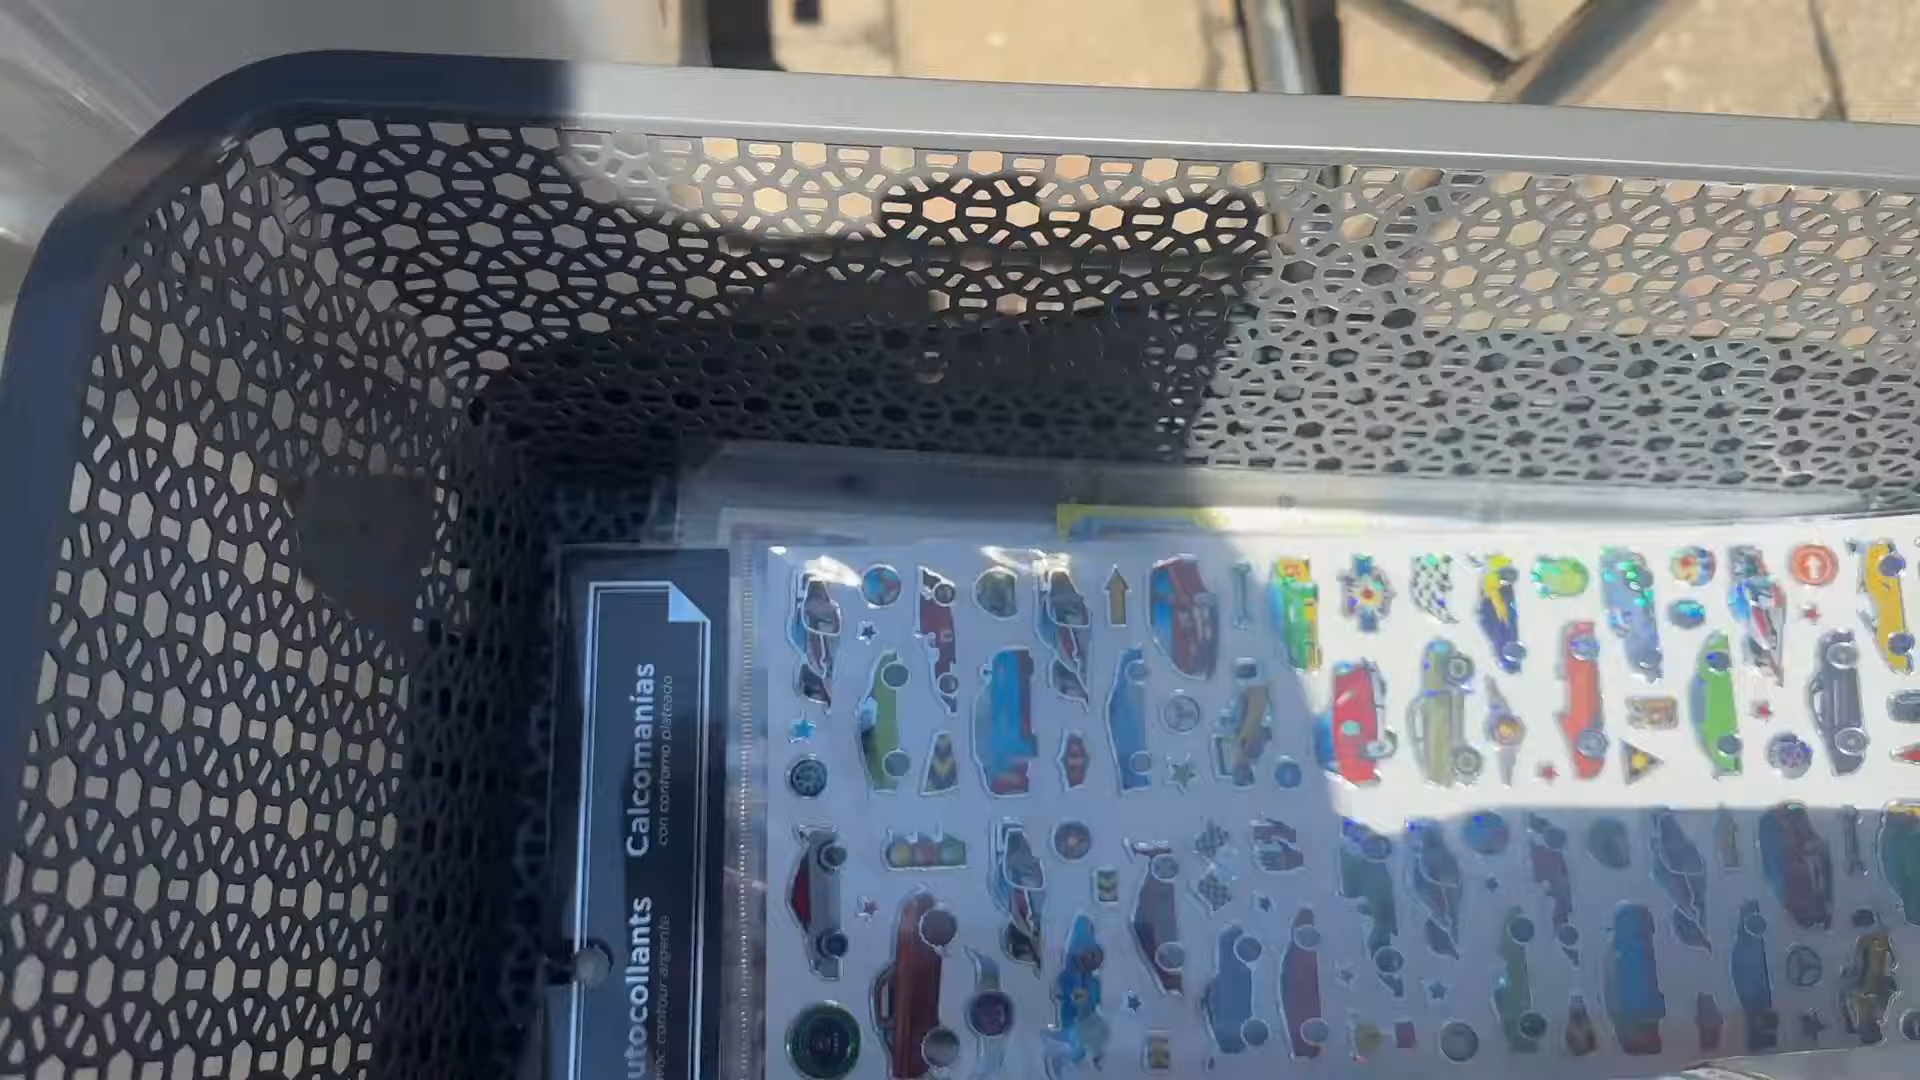 utocollants
avec contour argenté
Calcomanías
con contorno plateado